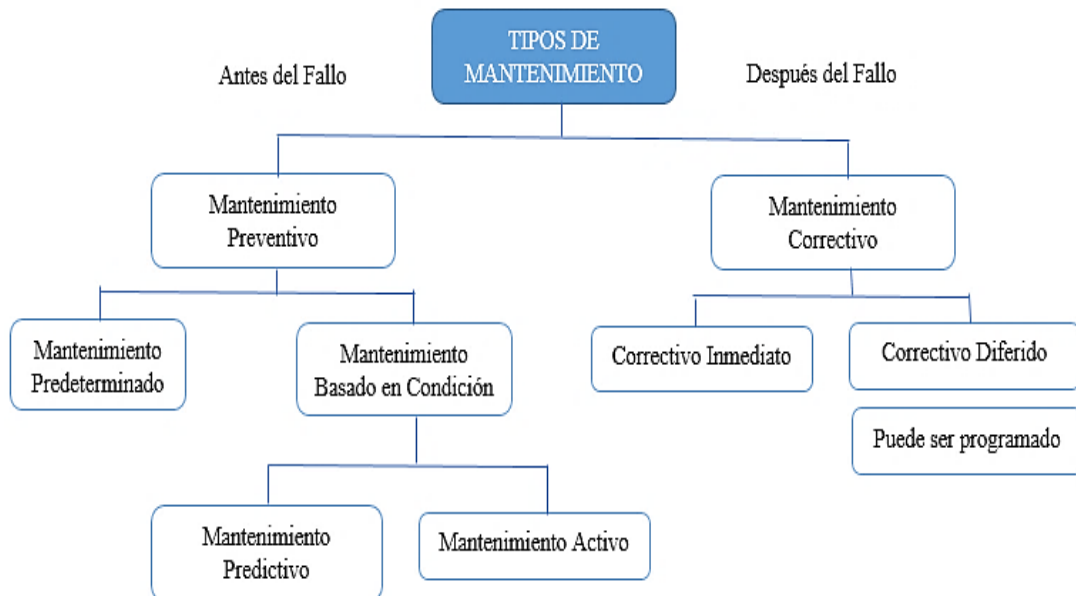 TIPOS DE
MANTENIMIENTO
Antes del Fallo
Después del Fallo
Mantenimiento
Preventivo
Mantenimiento
Correctivo
Mantenimiento
Predeterminado
Mantenimiento
Basado en Condición
Correctivo Inmediato
Correctivo Diferido
Puede ser programado
Mantenimiento
Predictivo
Mantenimiento Activo